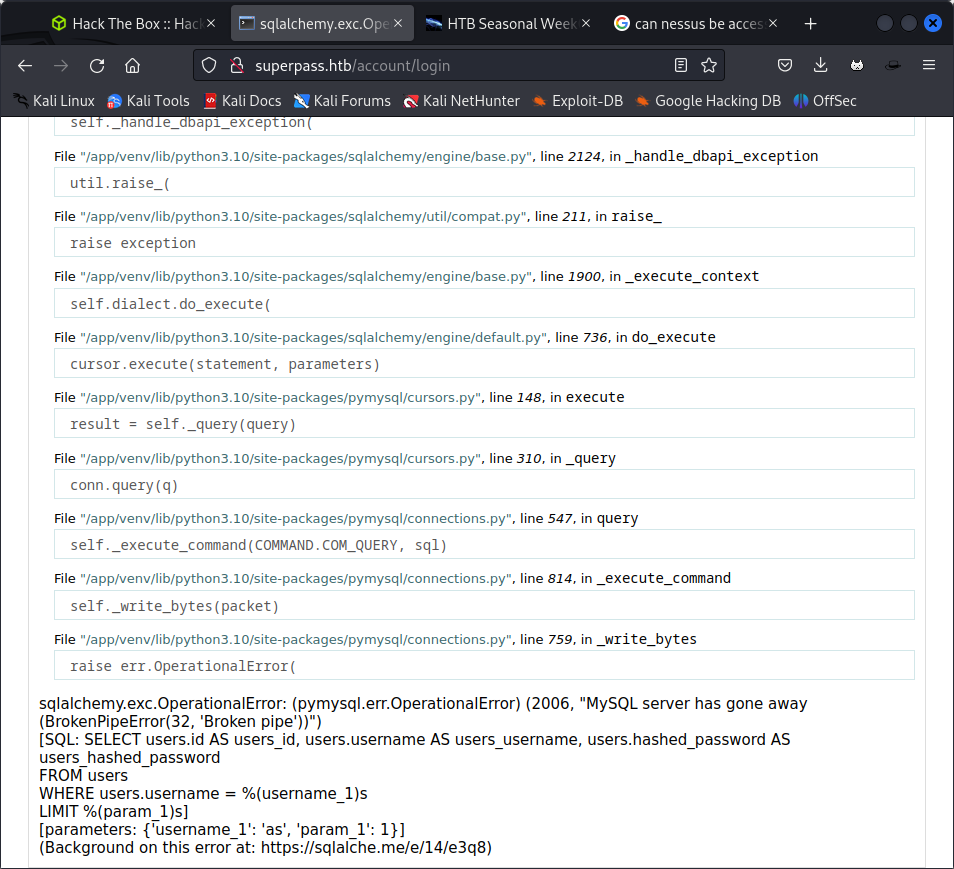 Hack The Box :: Hac
sqlalchemy.exc.Ope
HTB Seasonal Week
can nessus be acces
superpass.htb/account/login
Kali Linux Kali Tools Kali Docs Kali Forums Kali NetHunter Exploit-DB Google Hacking DB OffSec
self._handle_dbapi_exception(
File "/app/venv/lib/python3.10/site-packages/sqlalchemy/engine/base.py", line 2124, in _handle_dbapi_exception
util.raise_(
File "/app/venv/lib/python3.10/site-packages/sqlalchemy/util/compat.py", line 211, in raise_
raise exception
File "/app/venv/lib/python3.10/site-packages/sqlalchemy/engine/base.py", line 1900, in _execute_context
self.dialect.do_execute(
File "/app/venv/lib/python3.10/site-packages/sqlalchemy/engine/default.py", line 736, in do_execute
cursor.execute(statement, parameters)
File "/app/venv/lib/python3.10/site-packages/pymysql/cursors.py", line 148, in execute
result = self._query(query)
File "/app/venv/lib/python3.10/site-packages/pymysql/cursors.py", line 310, in _query
conn.query(q)
File "/app/venv/lib/python3.10/site-packages/pymysql/connections.py", line 547, in query
self._execute_command(COMMAND.COM_QUERY, sql)
File "/app/venv/lib/python3.10/site-packages/pymysql/connections.py", line 814, in _execute_command
self._write_bytes(packet)
File "/app/venv/lib/python3.10/site-packages/pymysql/connections.py", line 759, in _write_bytes
raise err.OperationalError(
sqlalchemy.exc.OperationalError: (pymysql.err.OperationalError) (2006, "MySQL server has gone away
(BrokenPipeError(32, 'Broken pipe'))")
[SQL: SELECT users.id AS users_id, users.username AS users_username, users.hashed_password AS
users_hashed_password
FROM users
WHERE users.username = %(username_1)s
LIMIT %(param_1)s]
[parameters: {'username_1': 'as', 'param_1': 1}]
(Background on this error at: https://sqlalche.me/e/14/e3q8)